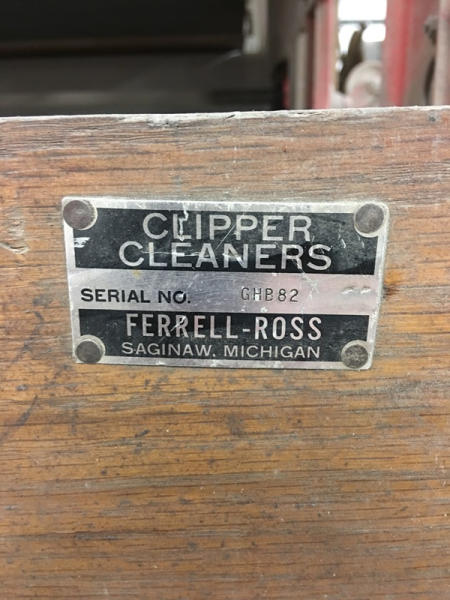 CLIPPER
CLEANERS
SERIAL NO. GHB82
FERRELL-ROSS
SAGINAW, MICHIGAN